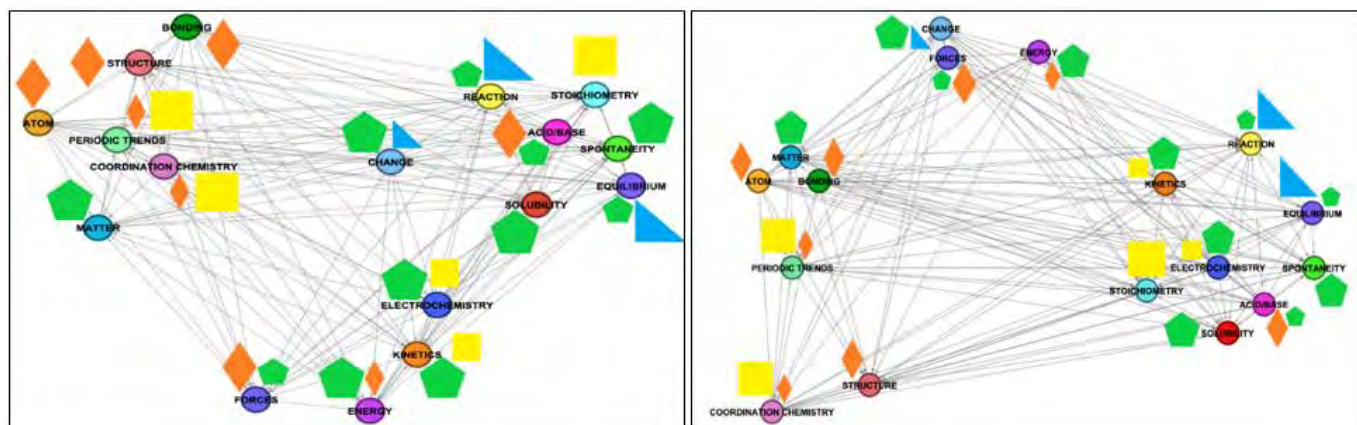 BONDING
STRUCTURE
REACTION
STOICHIOMETRY
ATOM
ACID/BASE
PERIODIC TRENDS
SPONTANEITY
COORDINATION CHEMISTRY
CHANGE
EQUILIBRIUM
SOLUBILITY
MATTER
ELECTROCHEMISTRY
KINETICS
FORCES
ENERGY
CHANGE
ENERGY
FORCES
REACTION
MATTER
ATOM
BONDING
KINETICS
EQUILIBRIUM
PERIODIC TRENDS
ELECTROCHEMISTRY
SPONTANEITY
STOICHIOMETRY
ACID/BASE
SOLUBICITY
STRUCTURE
COORDINATION CHEMISTRY